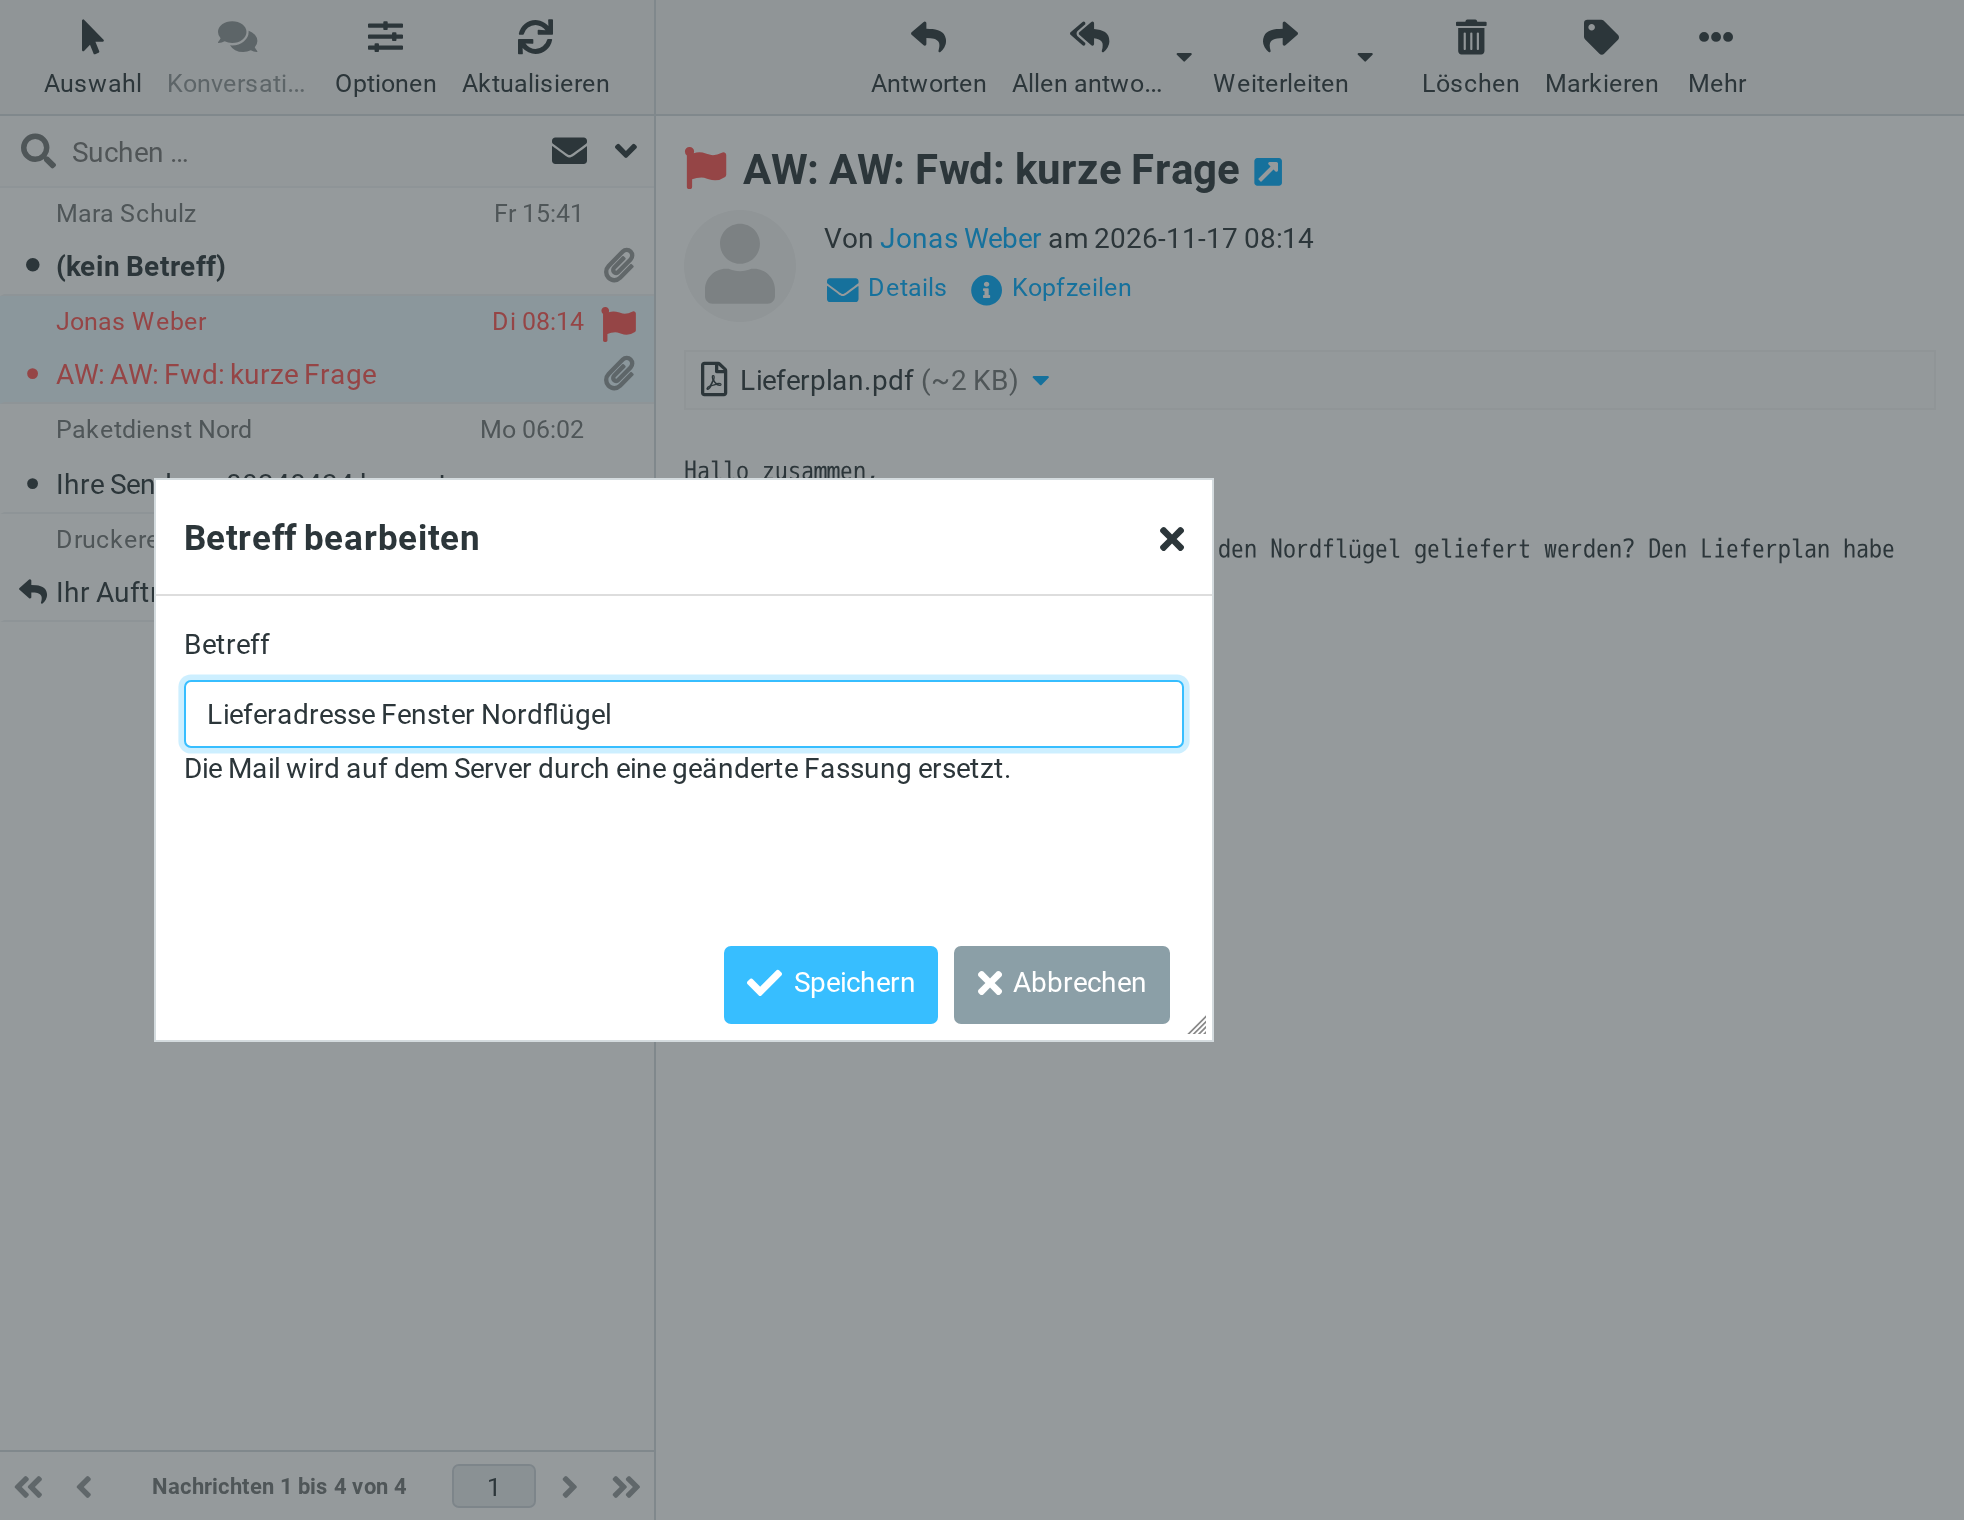 Auswahl
Konversati...
Optionen
Aktualisieren
Antworten
Allen antwo...
Weiterleiten
Löschen
Markieren
Mehr
Suchen ...
Mara Schulz Fr 15:41
(kein Betreff)
Jonas Weber Di 08:14
AW: AW: Fwd: kurze Frage
Paketdienst Nord Mo 06:02
Ihre
Nachrichten 1 bis 4 von 4 1
AW: AW: Fwd: kurze Frage
Von Jonas Weber am 2026-11-17 08:14
Details Kopfzeilen
Lieferplan.pdf (~2 KB)
Hallo zusammen,
den Nordflügel geliefert werden? Den Lieferplan habe
Ihr
Betreff bearbeiten
Betreff
Lieferadresse Fenster Nordflügel
Die Mail wird auf dem Server durch eine geänderte Fassung ersetzt.
Speichern
Abbrechen